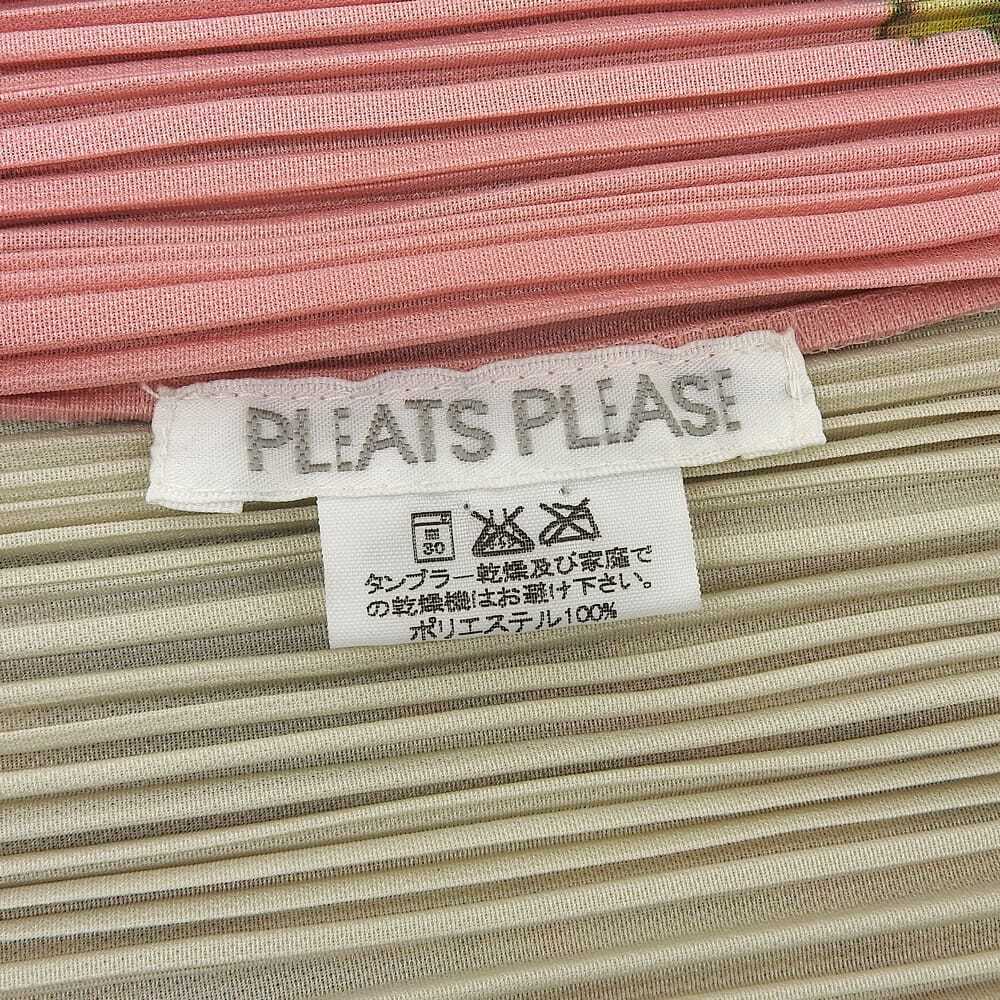 PLEATS PLEASE
30
タンブラー乾燥及び家庭で
の乾燥機はお避け下さい。
ポリエステル100%